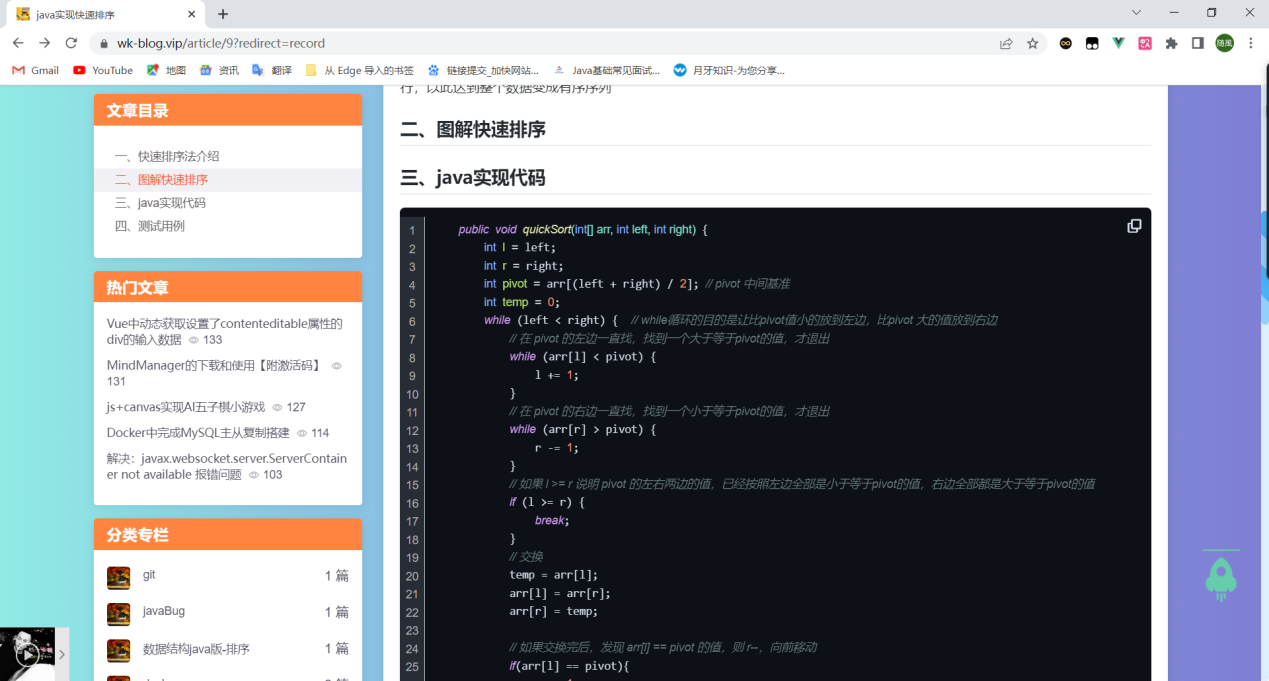 java实现快速排序
wk-blog.vip/article/9?redirect=record
随风
Gmail
YouTube
地图
资讯
翻译
从 Edge 导入的书签
链接提交_加快网站...
Java基础常见面试...
月牙知识-为您分享...
文章目录
一、快速排序法介绍
二、图解快速排序
三、java实现代码
四、测试用例
热门文章
Vue中动态获取设置了contenteditable属性的
div的输入数据 133
MindManager的下载和使用【附激活码】
131
js+canvas实现AI五子棋小游戏 127
Docker中完成MySQL主从复制搭建 114
解决：javax.websocket.server.ServerContain
er not available 报错问题 103
分类专栏
git 1 篇
javaBug 1 篇
数据结构java版-排序 1 篇
行，以此达到整个数据变成有序序列
二、图解快速排序
三、java实现代码
1 public void quickSort(int[] arr, int left, int right) {
2 int l = left;
3 int r = right;
4 int pivot = arr[(left + right) / 2]; // pivot 中间基准
5 int temp = 0;
6 while (left < right) { // while循环的目的是让比pivot值小的放到左边，比pivot 大的值放到右边
7 // 在 pivot 的左边一直找，找到一个大于等于pivot的值，才退出
8 while (arr[l] < pivot) {
9 l += 1;
10 }
11 // 在 pivot 的右边一直找，找到一个小于等于pivot的值，才退出
12 while (arr[r] > pivot) {
13 r -= 1;
14 }
15 // 如果 l >= r 说明 pivot 的左右两边的值，已经按照左边全部是小于等于pivot的值，右边全部都是大于等于pivot的值
16 if (l >= r) {
17 break;
18 }
19 // 交换
20 temp = arr[l];
21 arr[l] = arr[r];
22 arr[r] = temp;
23
24 // 如果交换完后，发现 arr[l] == pivot 的值，则 r--，向前移动
25 if(arr[l] == pivot){